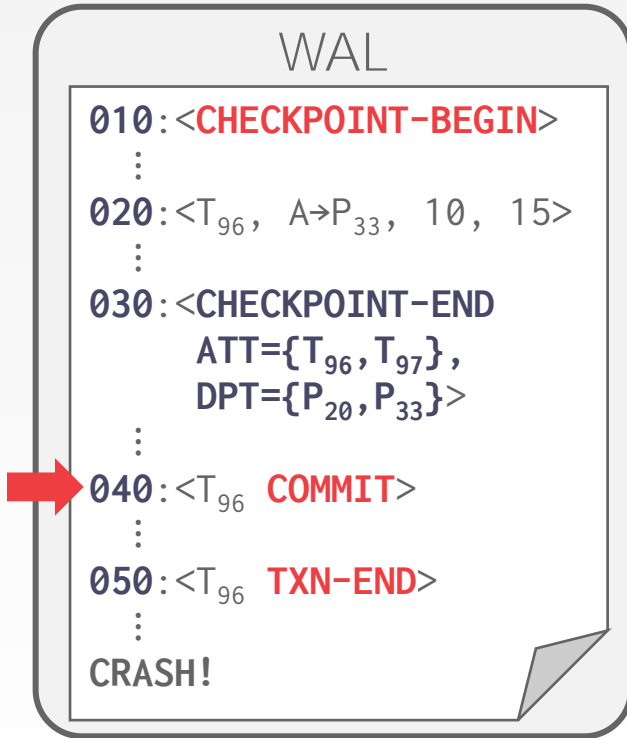 WAL
010:<CHECKPOINT-BEGIN>
⋮
020:<T₉₆, A→P₃₃, 10, 15>
⋮
030:<CHECKPOINT-END
ATT={T₉₆,T₉₇},
DPT={P₂₀,P₃₃}>
⋮
040:<T₉₆ COMMIT>
⋮
050:<T₉₆ TXN-END>
⋮
CRASH!